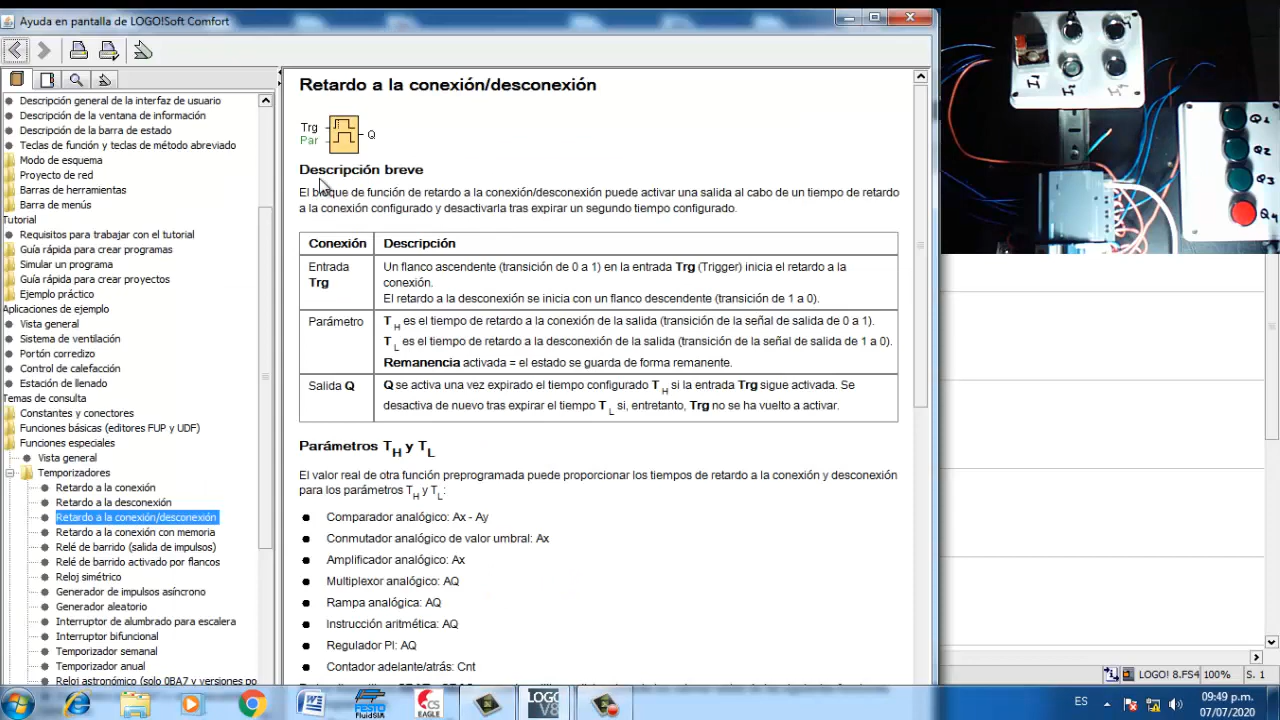 Ayuda en pantalla de LOGO!Soft Comfort
Descripción general de la interfaz de usuario
Descripción de la ventana de información
Descripción de la barra de estado
Teclas de función y teclas de método abreviado
Modo de esquema
Proyecto de red
Barras de herramientas
Barra de menús
Tutorial
Requisitos para trabajar con el tutorial
Guía rápida para crear programas
Simular un programa
Guía rápida para crear proyectos
Ejemplo práctico
Aplicaciones de ejemplo
Vista general
Sistema de ventilación
Portón corredizo
Control de calefacción
Estación de llenado
Temas de consulta
Constantes y conectores
Funciones básicas (editores FUP y UDF)
Funciones especiales
Vista general
Temporizadores
Retardo a la conexión
Retardo a la desconexión
Retardo a la conexión/desconexión
Retardo a la conexión con memoria
Relé de barrido (salida de impulsos)
Relé de barrido activado por flancos
Reloj simétrico
Generador de impulsos asíncrono
Generador aleatorio
Interruptor de alumbrado para escalera
Interruptor bifuncional
Temporizador semanal
Temporizador anual
Reloj astronómico (solo 0BA7 y versiones po
Retardo a la conexión/desconexión
Trg
Par
Q
Descripción breve
El de función de retardo a la conexión/desconexión puede activar una salida al cabo de un tiempo de retardo
a la conexión configurado y desactivarla tras expirar un segundo tiempo configurado.
Conexión Descripción
Entrada Trg
Un flanco ascendente (transición de 0 a 1) en la entrada Trg (Trigger) inicia el retardo a la
conexión.
El retardo a la desconexión se inicia con un flanco descendente (transición de 1 a 0).
Parámetro
T H es el tiempo de retardo a la conexión de la salida (transición de la señal de salida de 0 a 1).
T L es el tiempo de retardo a la desconexión de la salida (transición de la señal de salida de 1 a 0).
Remanencia activada = el estado se guarda de forma remanente.
Salida Q
Q se activa una vez expirado el tiempo configurado T H si la entrada Trg sigue activada. Se
desactiva de nuevo tras expirar el tiempo T L si, entretanto, Trg no se ha vuelto a activar.
Parámetros T H y T L
El valor real de otra función preprogramada puede proporcionar los tiempos de retardo a la conexión y desconexión
para los parámetros T H y T L:
Comparador analógico: Ax - Ay
Conmutador analógico de valor umbral: Ax
Amplificador analógico: Ax
Multiplexor analógico: AQ
Rampa analógica: AQ
Instrucción aritmética: AQ
Regulador PI: AQ
Contador adelante/atrás: Cnt
Q1
Q2
Q3
Q4
LOGO! 8.FS4 100% S. 1
LOGO
V8
FESTO
FluidSIM
CS
EAGLE
ES
09:49 p.m.
07/07/2020